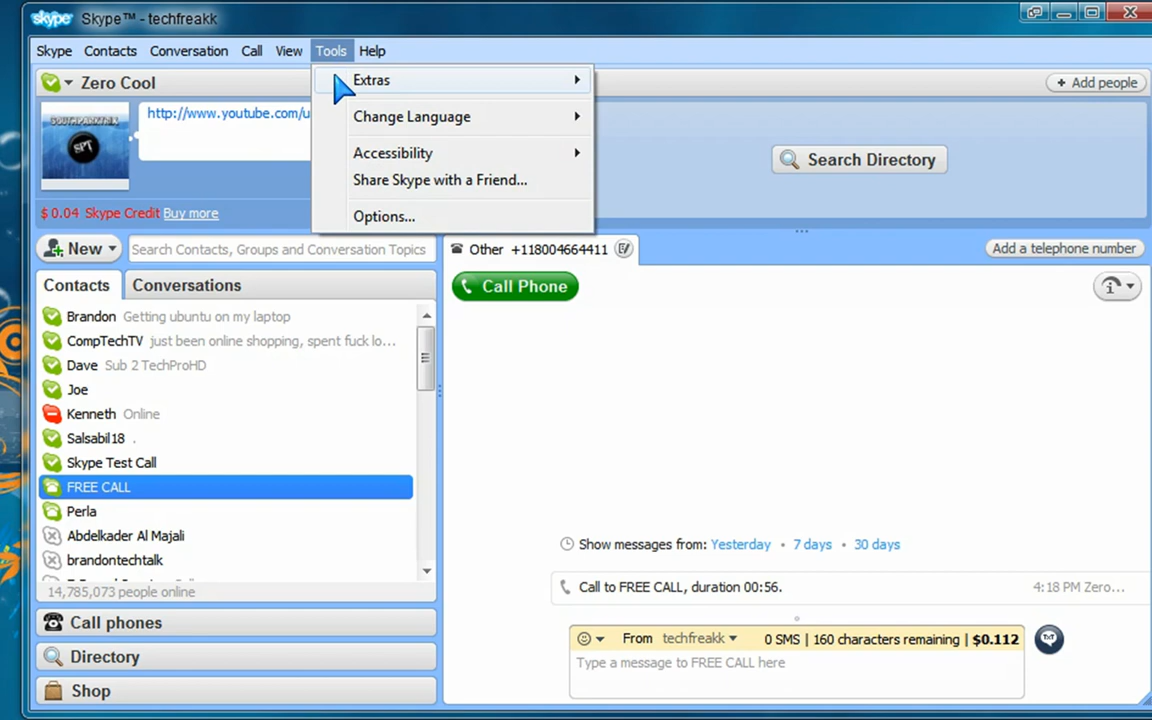 skype Skype™ - techfreakk
Skype Contacts Conversation Call View Tools Help
Zero Cool
+ Add people
Extras
Change Language
Accessibility
Share Skype with a Friend...
Options...
http://www.youtube.com/u
SOUTHPARKTALK
SPT
Search Directory
$ 0.04 Skype Credit Buy more
New
Search Contacts, Groups and Conversation Topics
Other +118004664411
Add a telephone number
Contacts Conversations
Call Phone
Brandon Getting ubuntu on my laptop
CompTechTV just been online shopping, spent fuck lo...
Dave Sub 2 TechProHD
Joe
Kenneth Online
Salsabil18 .
Skype Test Call
FREE CALL
Perla
Abdelkader Al Majali
brandontechtalk
14,785,073 people online
Show messages from: Yesterday • 7 days • 30 days
Call to FREE CALL, duration 00:56.
4:18 PM Zero...
From techfreakk
0 SMS | 160 characters remaining | $0.112
TXT
Type a message to FREE CALL here
Call phones
Directory
Shop